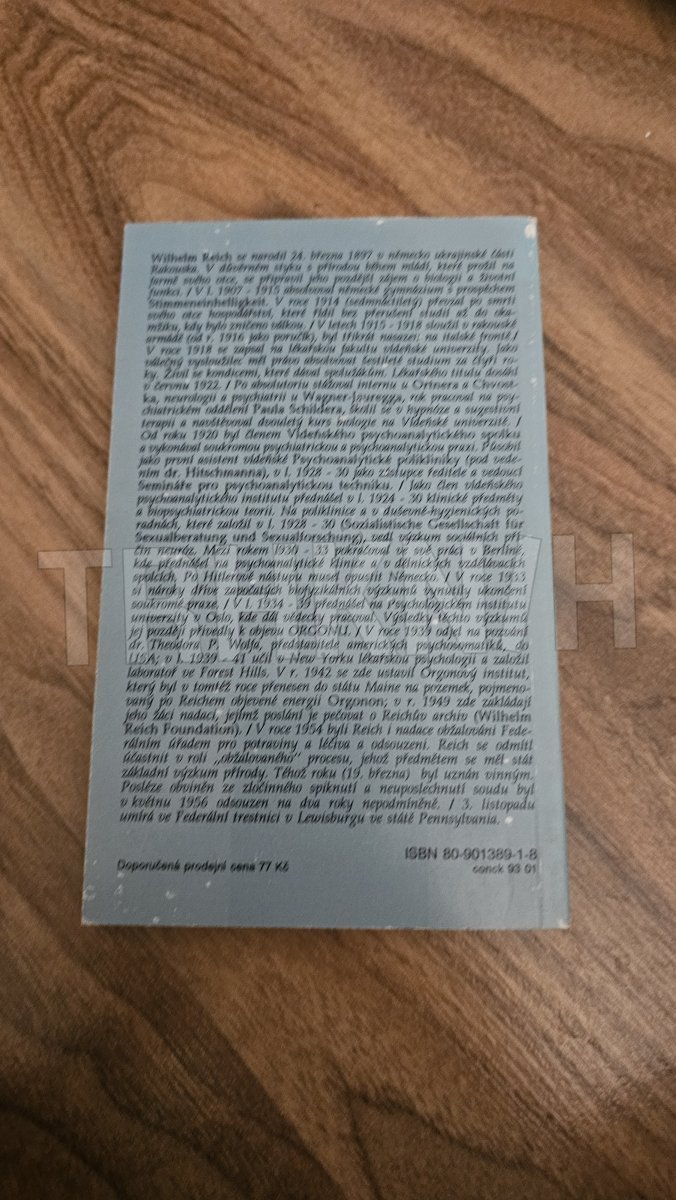 Wilhelm Reich se narodil 24. března 1897 v německo ukrajinské části
Rakouska. V důvěrném styku s přírodou během mládí, které prožil na
farmě svého otce, se připravil jeho pozdější zájem o biologii a životní
funkci. / V l. 1907 - 1915 absolvoval německé gymnázium s prospěchem
Stimmeneinhelligkeit. V roce 1914 (sedmnáctiletý) převzal po smrti
svého otce hospodářství, které řídil bez přerušení studií až do oka-
mžiku, kdy bylo zničeno válkou. / V letech 1915 - 1918 sloužil v rakouské
armádě (od r. 1916 jako poručík), byl třikrát nasazen na italské frontě./
V roce 1918 se zapsal na lékařskou fakultu vídeňské univerzity. Jako
válečný vysloužilec měl právo absolvovat šestileté studium za čtyři ro-
ky. Živil se kondicemi, které dával spolužákům. Lékařského titulu dosáhl
v červnu 1922. / Po absolutoriu stážoval internu u Ortnera a Chvost-
ka, neurologii a psychiatrii u Wagner-Jauregga, rok pracoval na psy-
chiatrickém oddělení Paula Schildera, školil se v hypnóze a sugestivní
terapii a navštěvoval dvouletý kurs biologie na Vídeňské univerzitě. /
Od roku 1920 byl členem Vídeňského psychoanalytického spolku
a vykonával soukromou psychiatrickou a psychoanalytickou praxi. Působil
jako první asistent vídeňské Psychoanalytické polikliniky (pod vede-
ním dr. Hitschmanna), v l. 1928 - 30 jako zástupce ředitele a vedoucí
Semináře pro psychoanalytickou techniku. / Jako člen vídeňského
psychoanalytického institutu přednášel v l. 1924 - 30 klinické předměty
a biopsychiatrickou teorii. Na poliklinice a v duševně-hygienických po-
radnách, které založil v l. 1928 - 30 (Sozialistische Gesellschaft für
Sexualberatung und Sexualforschung), vedl výzkum sociálních pří-
čin neuróz. Mezi rokem 1930 - 33 pokračoval ve své práci v Berlíně,
kde přednášel na psychoanalytické klinice a v dělnických vzdělávacích
spolcích. Po Hitlerově nástupu musel opustit Německo. / V roce 1933
si nároky dříve započatých biofyzikálních výzkumů vynutily ukončení
soukromé praxe. / V l. 1934 - 39 přednášel na Psychologickém institutu
univerzity v Oslo, kde dál vědecky pracoval. Výsledky těchto výzkumů
jej později přivedly k objevu ORGONU. / V roce 1939 odjel na pozvání
dr. Theodora P. Wolfa, představitele amerických psychosomatiků, do
USA; v l. 1939 - 41 učil v New Yorku lékařskou psychologii a založil
laboratoř ve Forest Hills. V r. 1942 se zde ustavil Orgonový institut,
který byl v tomtéž roce přenesen do státu Maine na pozemek, pojmeno-
vaný po Reichem objevené energii Orgonon; v r. 1949 zde zakládají
jeho žáci nadaci, jejímž poslání je pečovat o Reichův archiv (Wilhelm
Reich Foundation). / V roce 1954 byli Reich i nadace obžalováni Fede-
rálním úřadem pro potraviny a léčiva a odsouzeni. Reich se odmítl
účastnit v roli „obžalovaného" procesu, jehož předmětem se měl stát
základní výzkum přírody. Téhož roku (19. března) byl uznán vinným.
Posléze obviněn ze zločinného spiknutí a neuposlechnutí soudu byl
v květnu 1956 odsouzen na dva roky nepodmíněně. / 3. listopadu
umírá ve Federální trestnici v Lewisburgu ve státě Pennsylvania.
Doporučená prodejní cena 77 Kč
ISBN 80-901389-1-8
conck 93 01